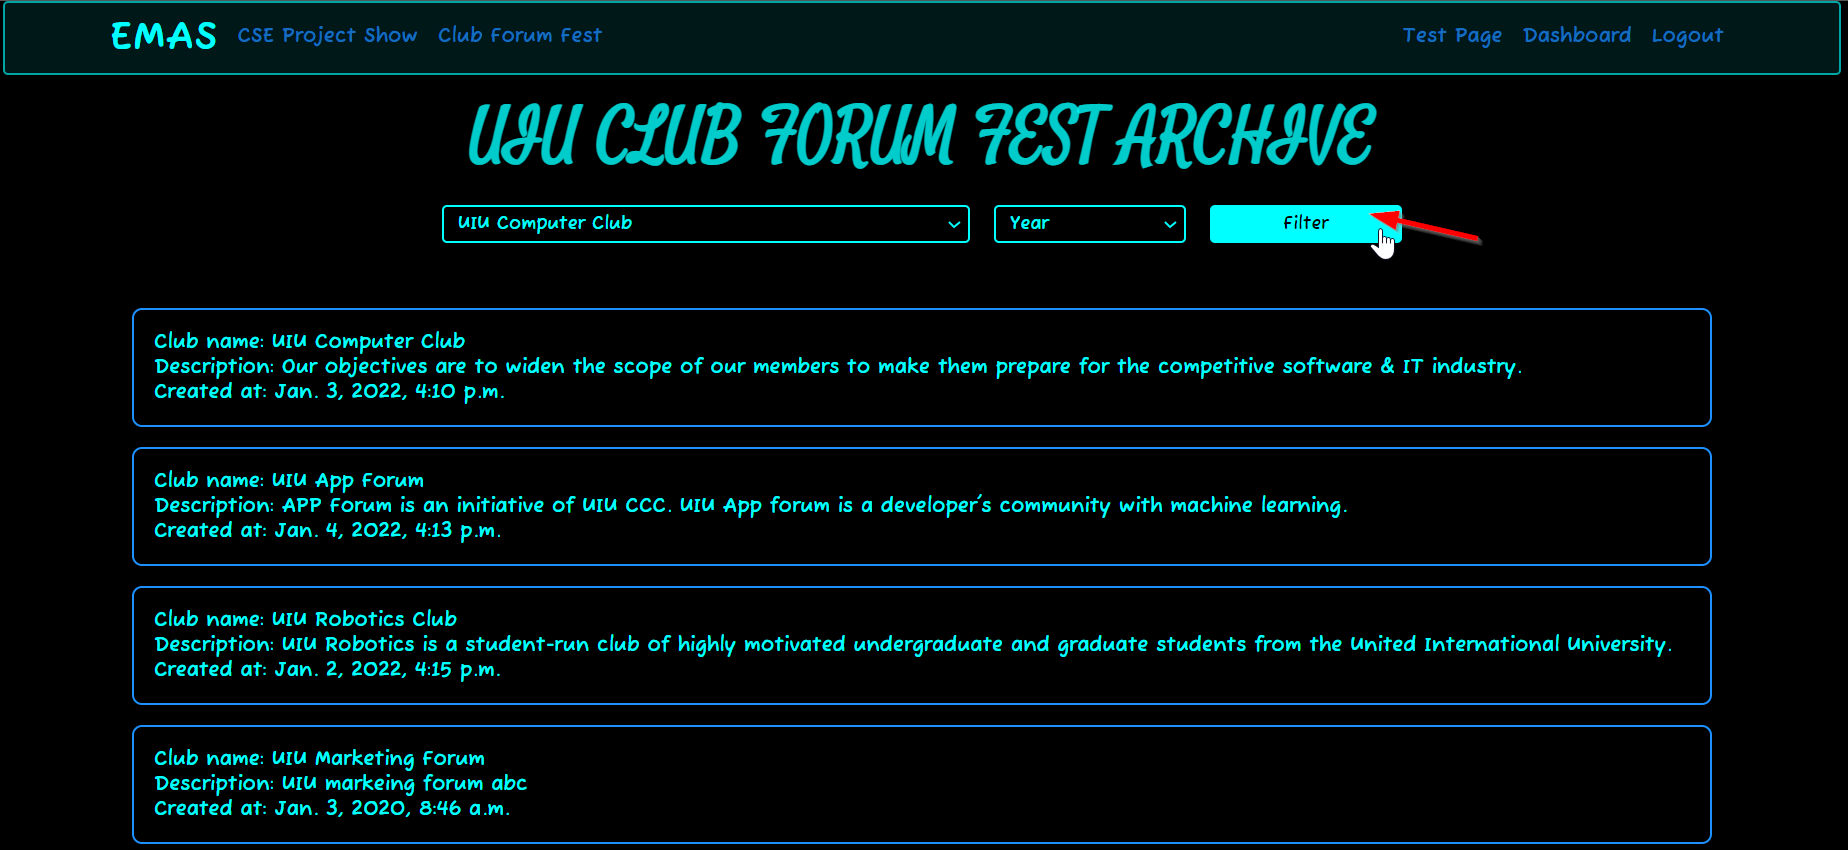 EMAS CSE Project Show Club Forum Fest Test Page Dashboard Logout
UIU CLUB FORUM FEST ARCHIVE
UIU Computer Club Year Filter
Club name: UIU Computer Club
Description: Our objectives are to widen the scope of our members to make them prepare for the competitive software & IT industry.
Created at: Jan. 3, 2022, 4:10 p.m.
Club name: UIU App Forum
Description: APP Forum is an initiative of UIU CCC. UIU App forum is a developer's community with machine learning.
Created at: Jan. 4, 2022, 4:13 p.m.
Club name: UIU Robotics Club
Description: UIU Robotics is a student-run club of highly motivated undergraduate and graduate students from the United International University.
Created at: Jan. 2, 2022, 4:15 p.m.
Club name: UIU Marketing Forum
Description: UIU markeing forum abc
Created at: Jan. 3, 2020, 8:46 a.m.